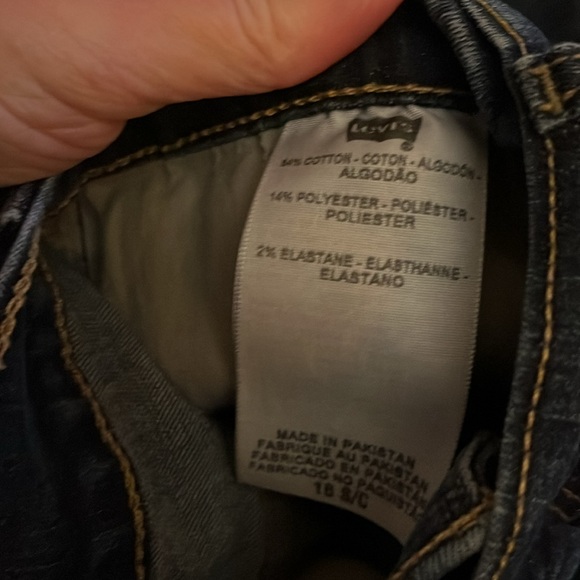 Levi's
®
84% COTTON - COTON - ALGODÓN -
ALGODÃO
14% POLYESTER - POLIÉSTER -
POLIESTER
2% ELASTANE - ELASTHANNE -
ELASTANO
MADE IN PAKISTAN
FABRIQUE AU PAKISTAN
FABRICADO EN PAKISTAN
FABRICADO NO PAQUISTÃO
16 S/C